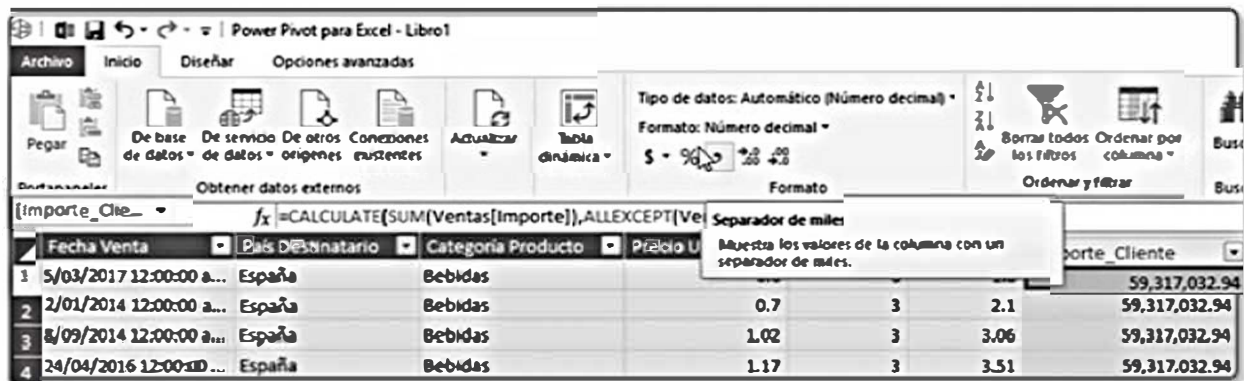 Power Pivot para Excel - Libro1
Archivo Inicio Diseñar Opciones avanzadas
Pegar
De base de datos
De servicio de datos
De otros orígenes
Conexiones existentes
Actualizar
Tabla dinámica
Tipo de datos: Automático (Número decimal)
Formato: Número decimal
$ %
Borrar todos los filtros
Ordenar por columna
Busc
Portapapeles Obtener datos externos Formato Ordenar y filtrar Busc
[Importe_Clie... fx =CALCULATE(SUM(Ventas[Importe]),ALLEXCEPT(Ve
Separador de miles
Muestra los valores de la columna con un
separador de miles.
Fecha Venta País Destinatario Categoría Producto Precio U porte_Cliente
1 5/03/2017 12:00:00 a... España Bebidas 59,317,032.94
2 2/01/2014 12:00:00 a... España Bebidas 0.7 3 2.1 59,317,032.94
3 8/09/2014 12:00:00 a... España Bebidas 1.02 3 3.06 59,317,032.94
4 24/04/2016 12:00:00 ... España Bebidas 1.17 3 3.51 59,317,032.94